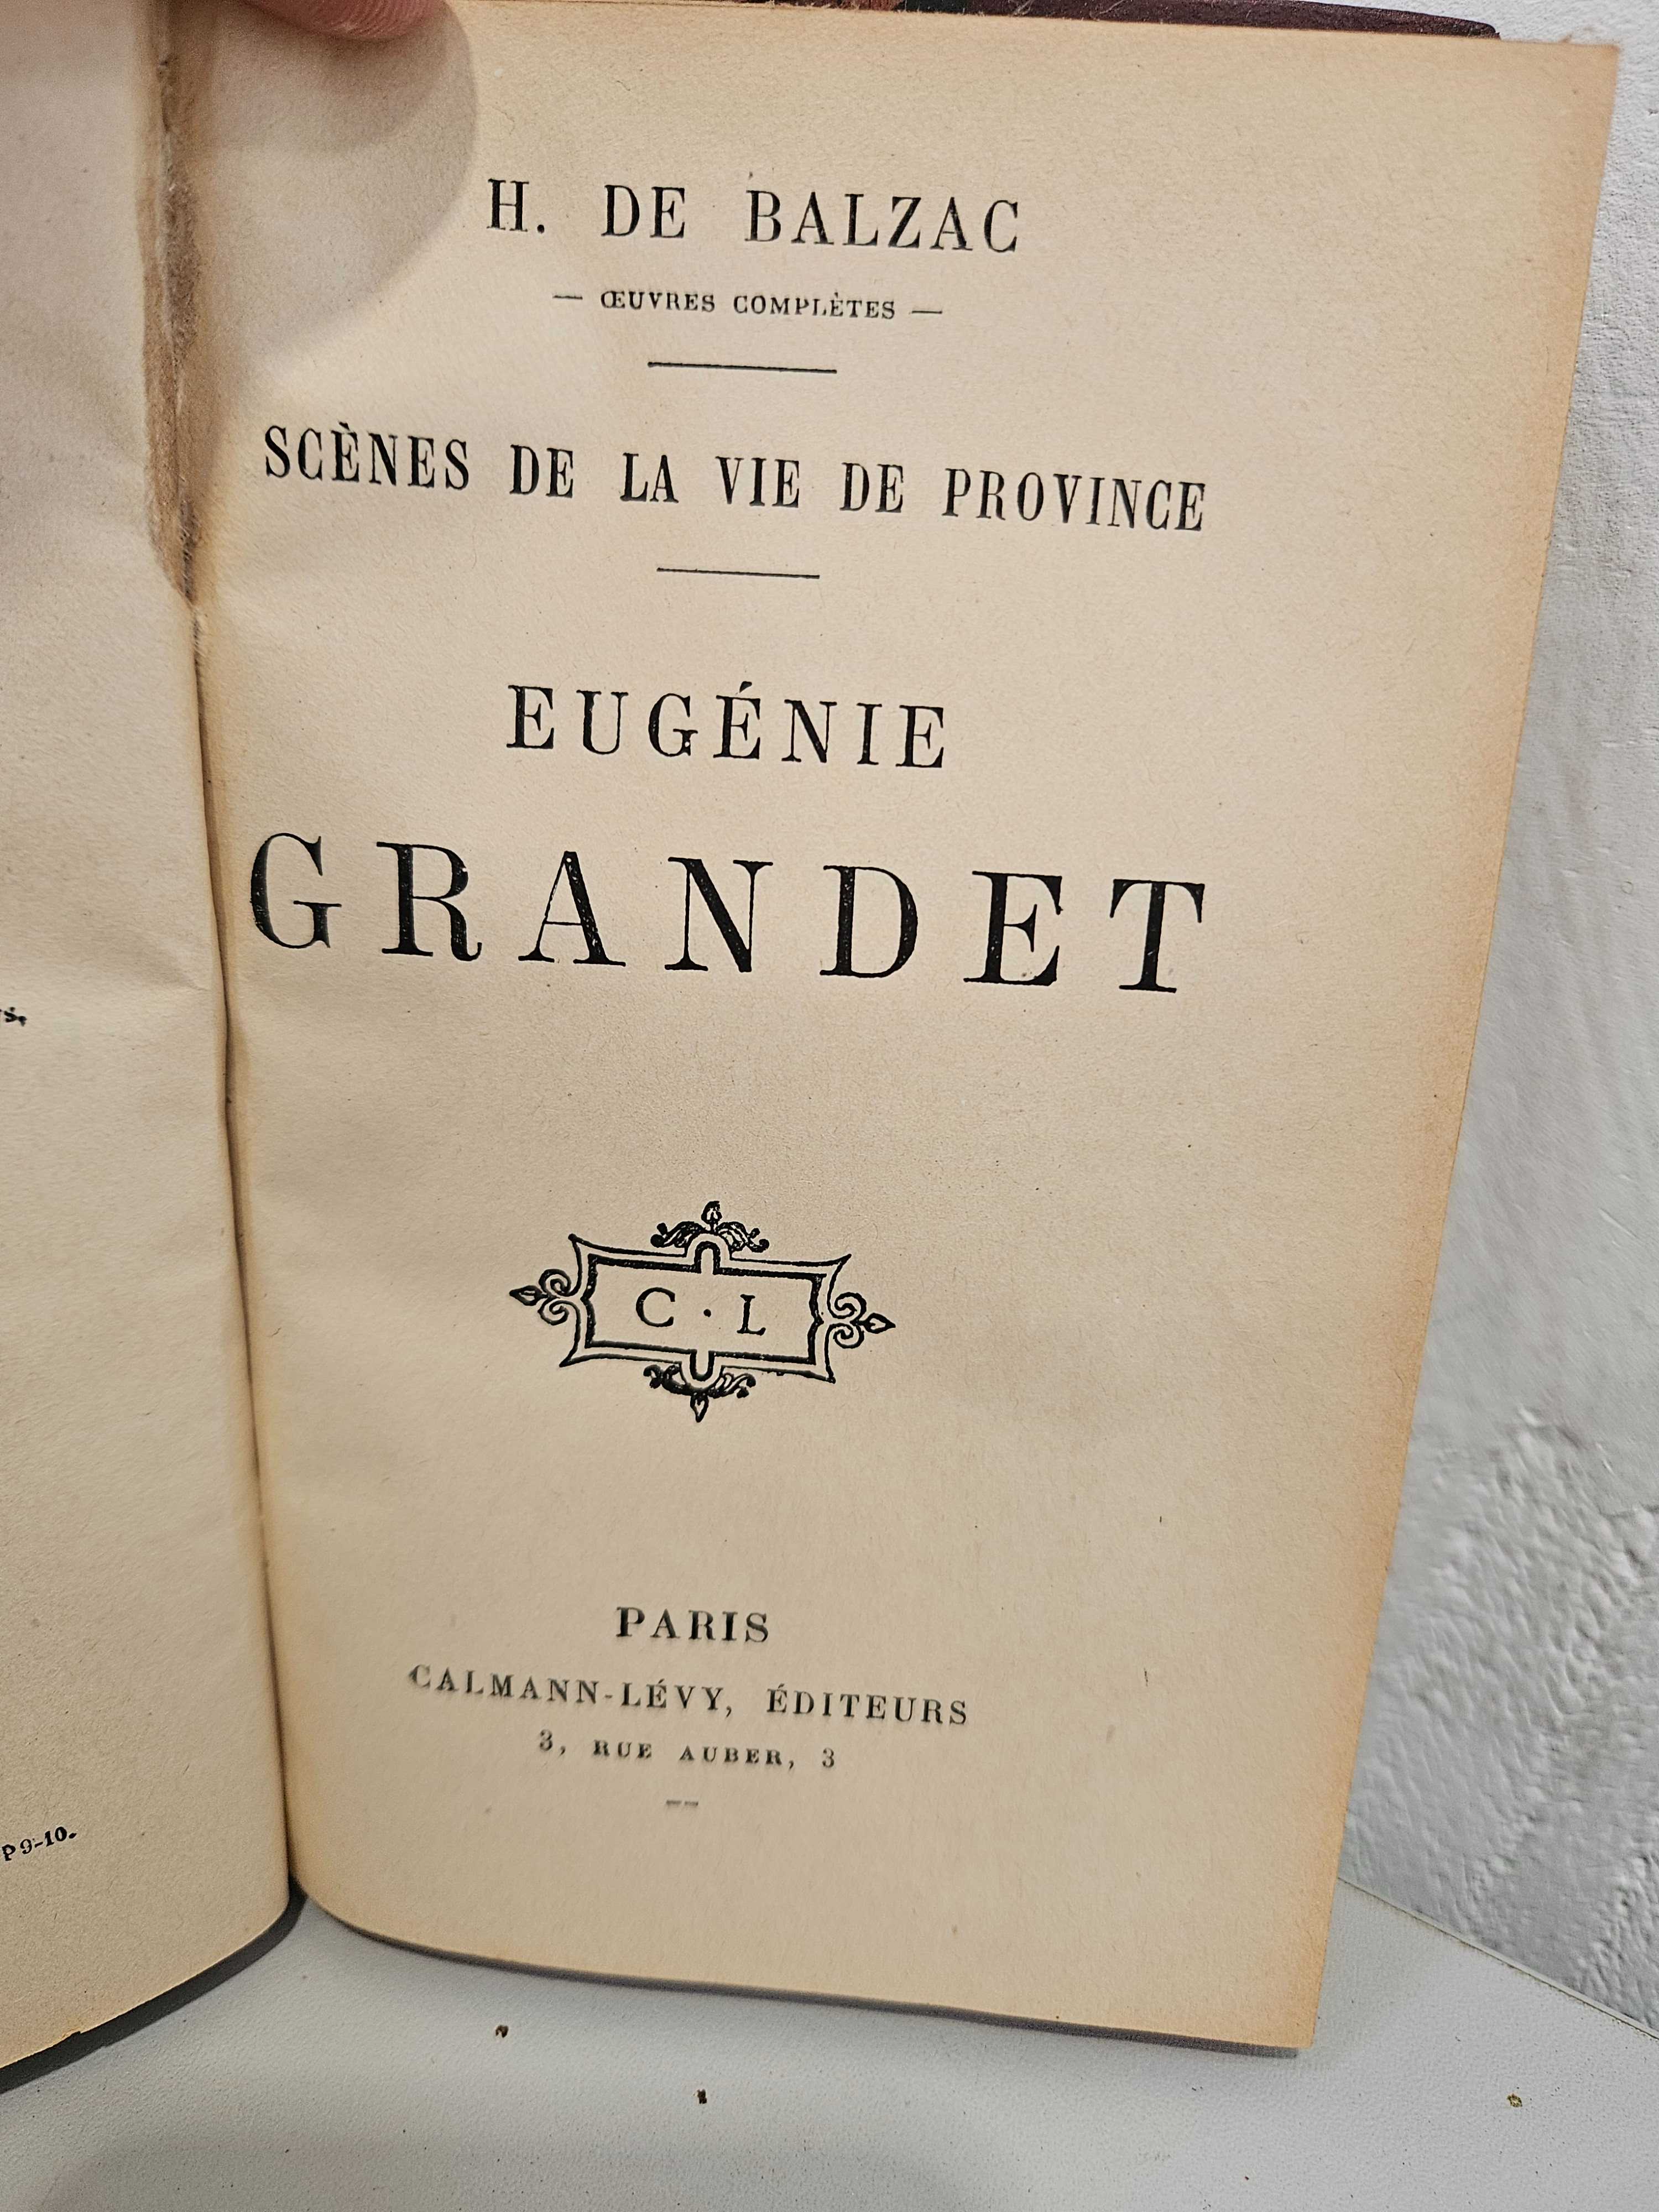 s,
P 9-10.
H. DE BALZAC
— ŒUVRES COMPLÈTES —
SCÈNES DE LA VIE DE PROVINCE
EUGÉNIE
GRANDET
C · L
PARIS
CALMANN-LÉVY, ÉDITEURS
3, RUE AUBER, 3